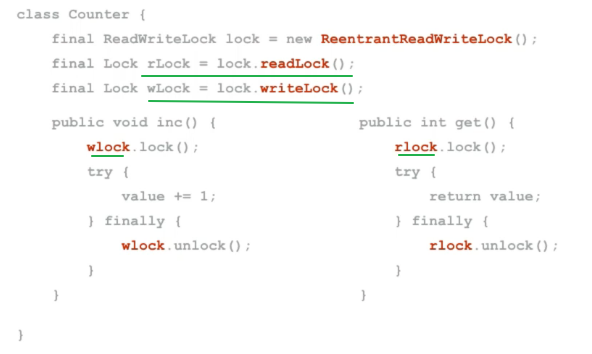 class Counter {
final ReadWriteLock lock = new ReentrantReadWriteLock();
final Lock rLock = lock.readLock();
final Lock wLock = lock.writeLock();
public void inc() {
wlock.lock();
try {
value += 1;
} finally {
wlock.unlock();
}
}
public int get() {
rlock.lock();
try {
return value;
} finally {
rlock.unlock();
}
}
}